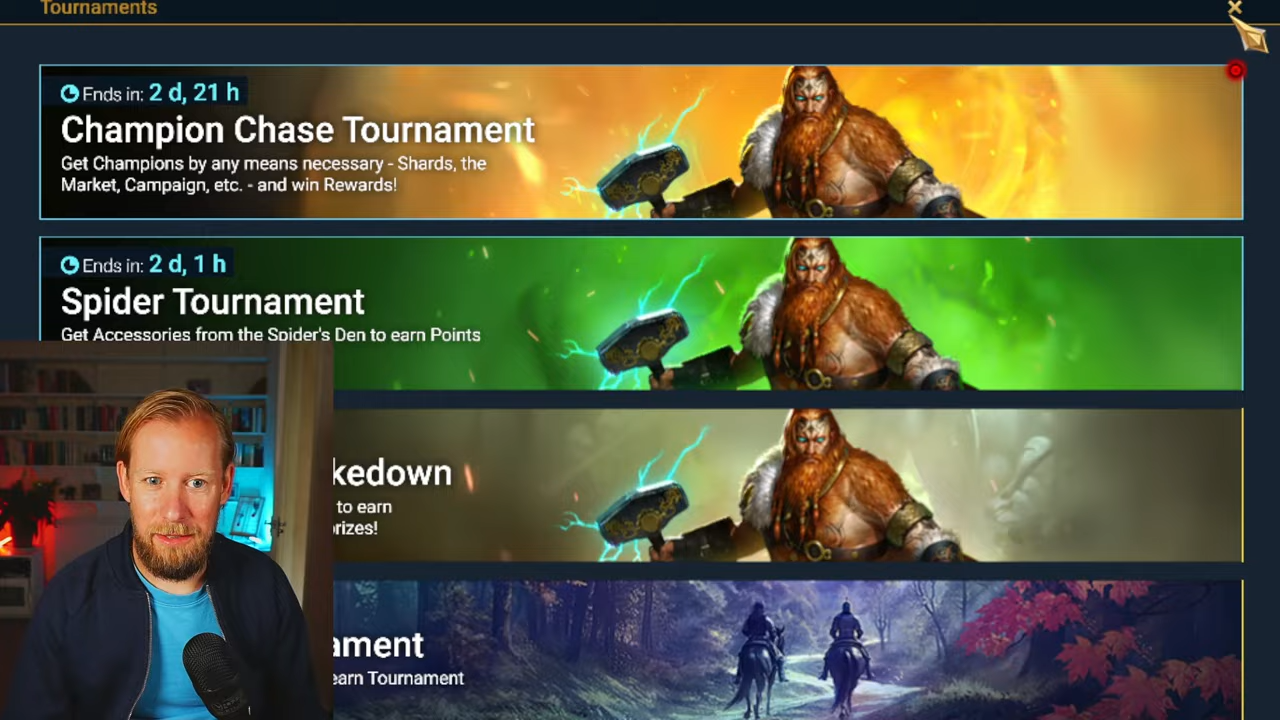 Tournaments
Ends in: 2 d, 21 h
Champion Chase Tournament
Get Champions by any means necessary - Shards, the
Market, Campaign, etc. - and win Rewards!
Ends in: 2 d, 1 h
Spider Tournament
Get Accessories from the Spider's Den to earn Points
kedown
to earn
rizes!
ament
earn Tournament